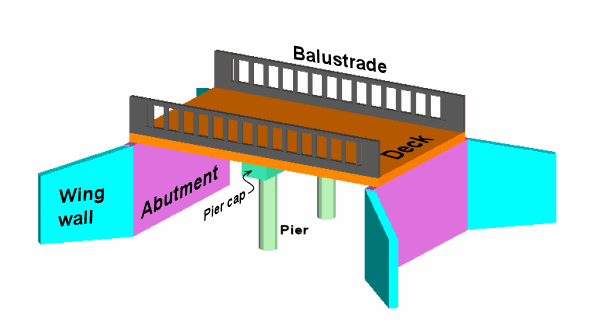 Balustrade
Deck
Wing
wall
Abutment
Pier cap
Pier